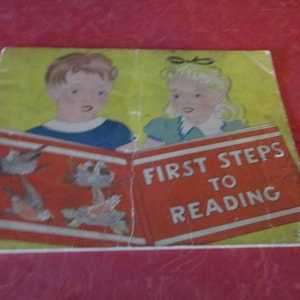 FIRST STEPS
TO
READING